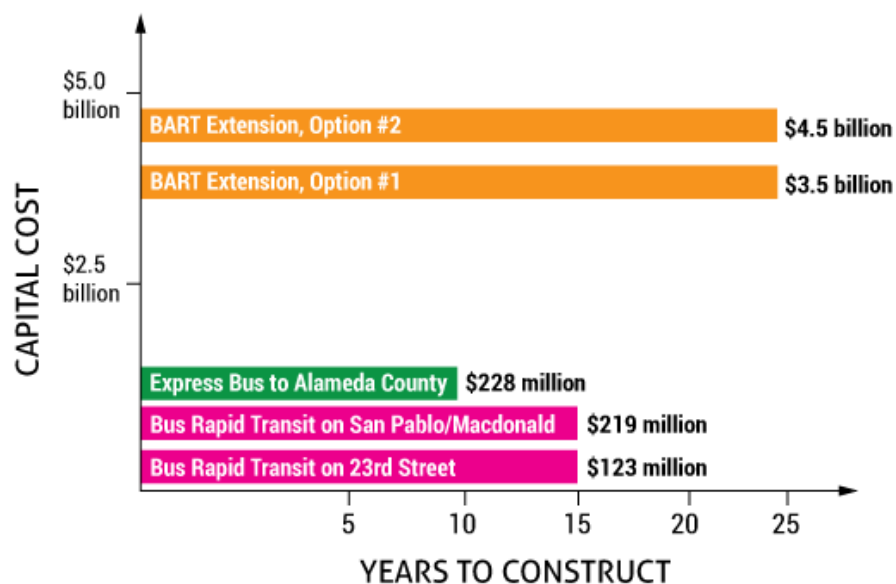 $5.0
billion
BART Extension, Option #2
$4.5 billion
BART Extension, Option #1
$3.5 billion
CAPITAL COST
$2.5
billion
Express Bus to Alameda County
$228 million
Bus Rapid Transit on San Pablo/Macdonald
$219 million
Bus Rapid Transit on 23rd Street
$123 million
5
10
15
20
25
YEARS TO CONSTRUCT